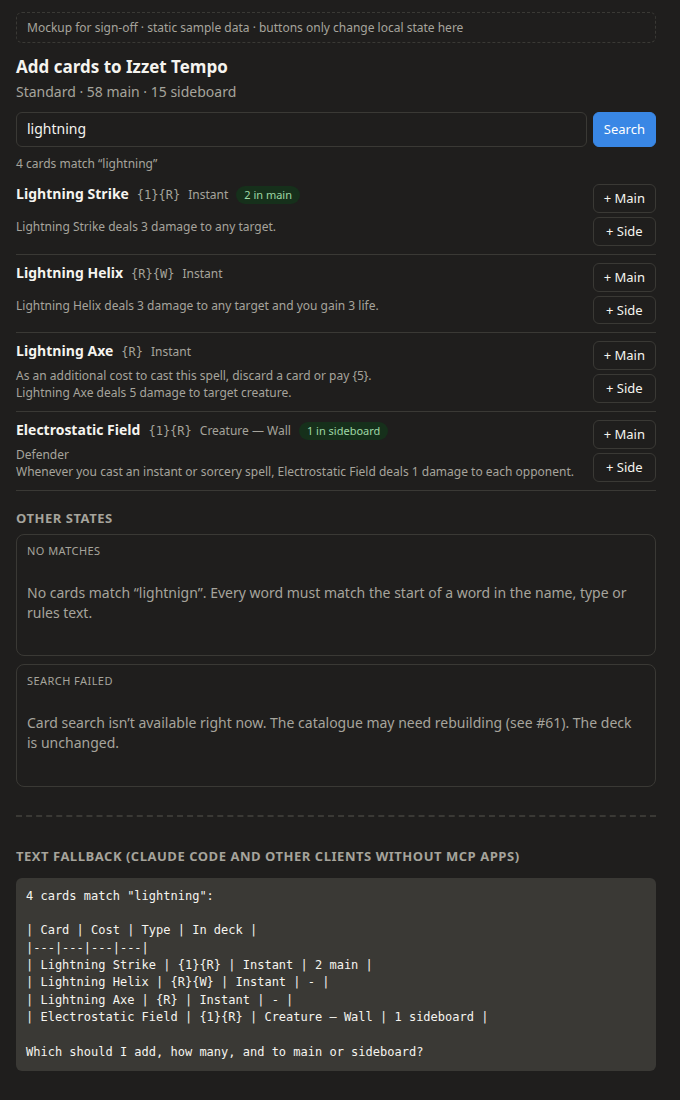 Mockup for sign-off · static sample data · buttons only change local state here
Add cards to Izzet Tempo
Standard · 58 main · 15 sideboard
lightning
Search
4 cards match “lightning”
Lightning Strike {1}{R} Instant 2 in main
+ Main
Lightning Strike deals 3 damage to any target.
+ Side
Lightning Helix {R}{W} Instant
+ Main
Lightning Helix deals 3 damage to any target and you gain 3 life.
+ Side
Lightning Axe {R} Instant
+ Main
As an additional cost to cast this spell, discard a card or pay {5}.
Lightning Axe deals 5 damage to target creature.
+ Side
Electrostatic Field {1}{R} Creature — Wall 1 in sideboard
+ Main
Defender
Whenever you cast an instant or sorcery spell, Electrostatic Field deals 1 damage to each opponent.
+ Side
OTHER STATES
NO MATCHES
No cards match “lightnign”. Every word must match the start of a word in the name, type or
rules text.
SEARCH FAILED
Card search isn’t available right now. The catalogue may need rebuilding (see #61). The deck
is unchanged.
TEXT FALLBACK (CLAUDE CODE AND OTHER CLIENTS WITHOUT MCP APPS)
4 cards match "lightning":
| Card | Cost | Type | In deck |
|---|---|---|---|
| Lightning Strike | {1}{R} | Instant | 2 main |
| Lightning Helix | {R}{W} | Instant | - |
| Lightning Axe | {R} | Instant | - |
| Electrostatic Field | {1}{R} | Creature — Wall | 1 sideboard |
Which should I add, how many, and to main or sideboard?